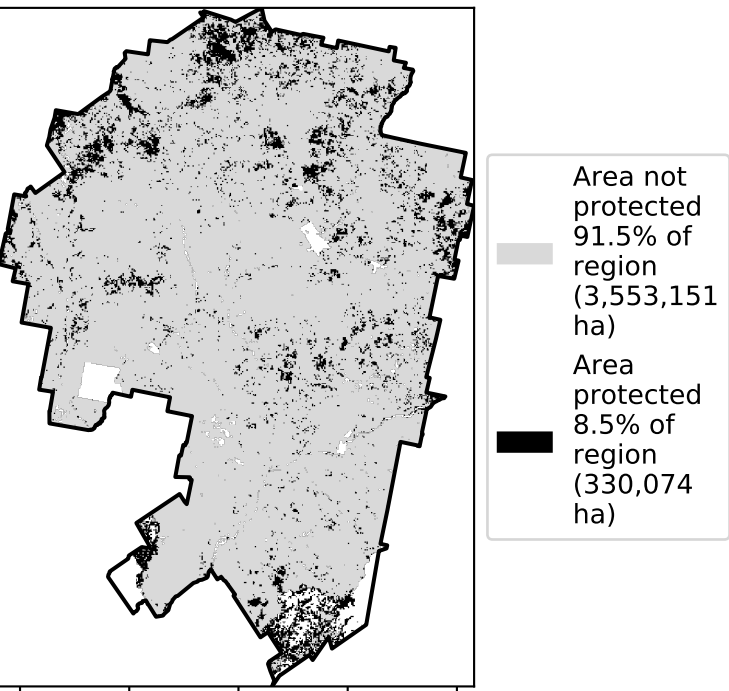 Area not
protected
91.5% of
region
(3,553,151
ha)
Area
protected
8.5% of
region
(330,074
ha)